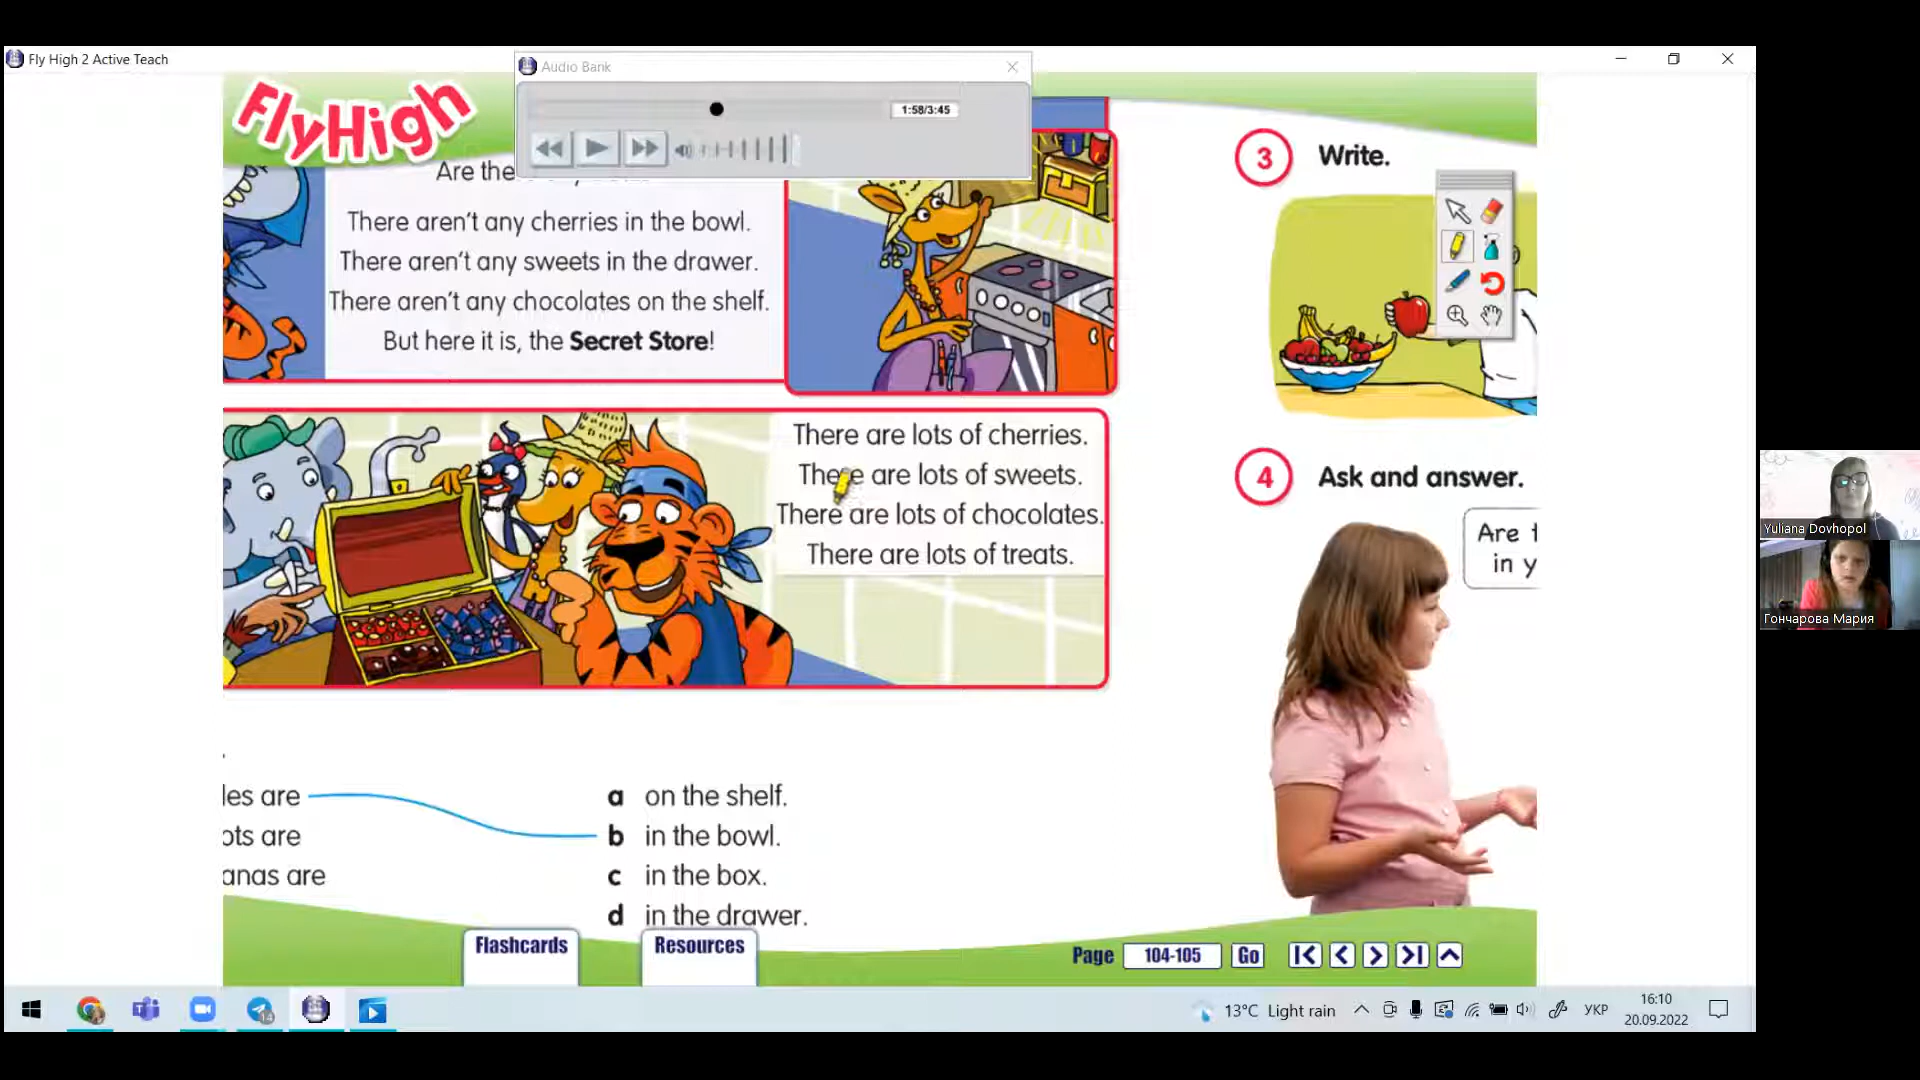 Fly High 2 Active Teach
Audio Bank
1:58/3:45
FlyHigh
Are the
There aren't any cherries in the bowl.
There aren't any sweets in the drawer.
There aren't any chocolates on the shelf.
But here it is, the Secret Store!
There are lots of cherries.
There are lots of sweets.
There are lots of chocolates.
There are lots of treats.
les are
ots are
anas are
a on the shelf.
b in the bowl.
c in the box.
d in the drawer.
3 Write.
4 Ask and answer.
Are t
in y
Flashcards
Resources
Page 104-105 Go
Yuliana Dovhopol
Гончарова Мария
14
13°C Light rain
УКР
16:10
20.09.2022